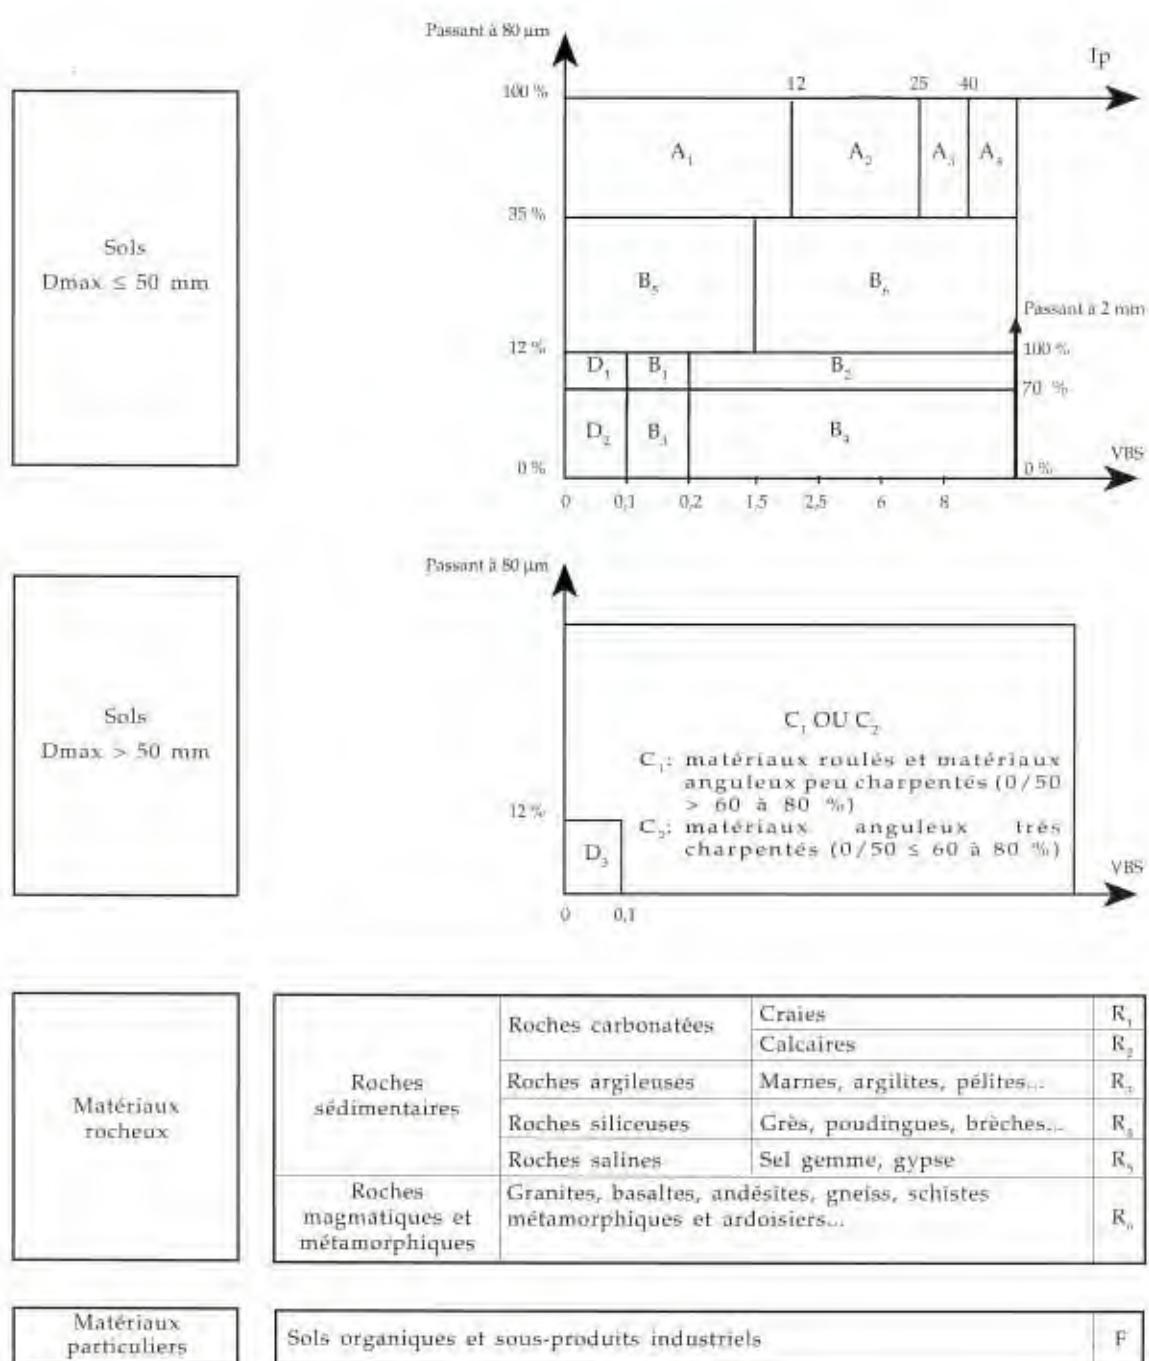 Passant à 80 µm
Ip
12 25 40
100 %
A₁ A₂ A₃ A₄
35 %
Sols
Dmax ≤ 50 mm
B₅ B₆
Passant à 2 mm
12 % 100 %
D₁ B₁ B₂
70 %
D₂ B₃ B₄
VBS
0 % 0 %
0 0,1 0,2 1,5 2,5 6 8
Passant à 80 µm
Sols
Dmax > 50 mm
C₁ OU C₂
C₁: matériaux roulés et matériaux
anguleux peu charpentés (0/50
> 60 à 80 %)
C₂: matériaux anguleux très
charpentés (0/50 ≤ 60 à 80 %)
12 %
D₃
VBS
0 0,1
Matériaux
rocheux
Roches
sédimentaires
Roches carbonatées
Craies R₁
Calcaires R₂
Roches argileuses Marnes, argilites, pélites... R₃
Roches siliceuses Grès, poudingues, brèches... R₄
Roches salines Sel gemme, gypse R₅
Roches
magmatiques et
métamorphiques
Granites, basaltes, andésites, gneiss, schistes
métamorphiques et ardoisiers... R₆
Matériaux
particuliers
Sols organiques et sous-produits industriels F